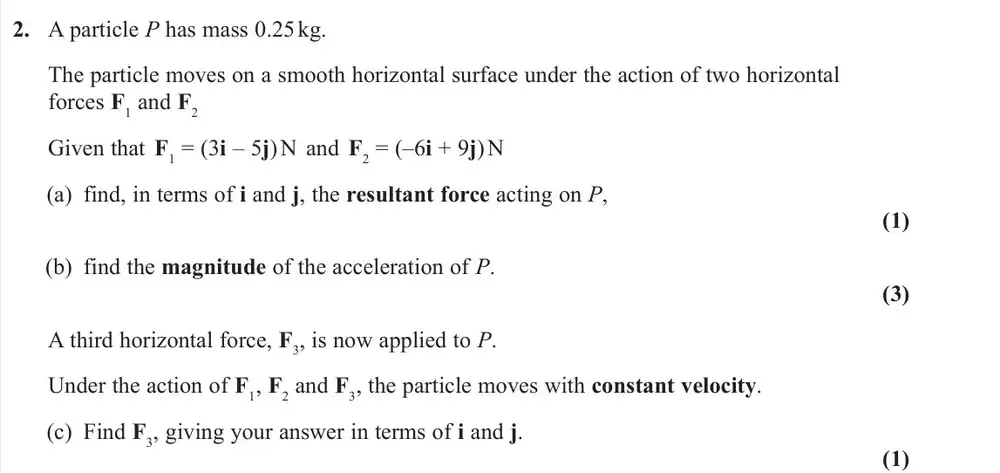 2. A particle P has mass 0.25 kg.
The particle moves on a smooth horizontal surface under the action of two horizontal
forces F₁ and F₂
Given that F₁ = (3i – 5j) N and F₂ = (–6i + 9j) N
(a) find, in terms of i and j, the resultant force acting on P,
(1)
(b) find the magnitude of the acceleration of P.
(3)
A third horizontal force, F₃, is now applied to P.
Under the action of F₁, F₂ and F₃, the particle moves with constant velocity.
(c) Find F₃, giving your answer in terms of i and j.
(1)